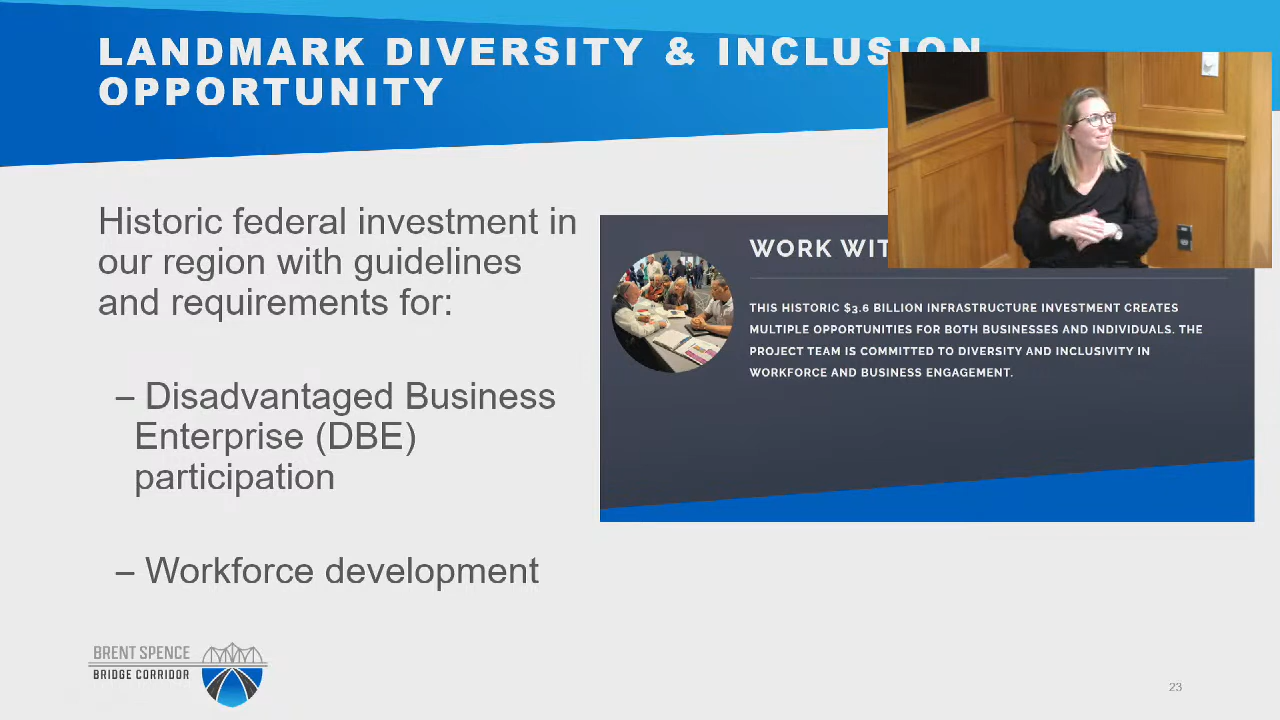 LANDMARK DIVERSITY & INCLUSION
OPPORTUNITY
Historic federal investment in
our region with guidelines
and requirements for:
– Disadvantaged Business
Enterprise (DBE)
participation
– Workforce development
WORK
THIS HISTORIC $3.6 BILLION INFRASTRUCTURE INVESTMENT CREATES
MULTIPLE OPPORTUNITIES FOR BOTH BUSINESSES AND INDIVIDUALS. THE
PROJECT TEAM IS COMMITTED TO DIVERSITY AND INCLUSIVITY IN
WORKFORCE AND BUSINESS ENGAGEMENT.
BRENT SPENCE
BRIDGE CORRIDOR
23